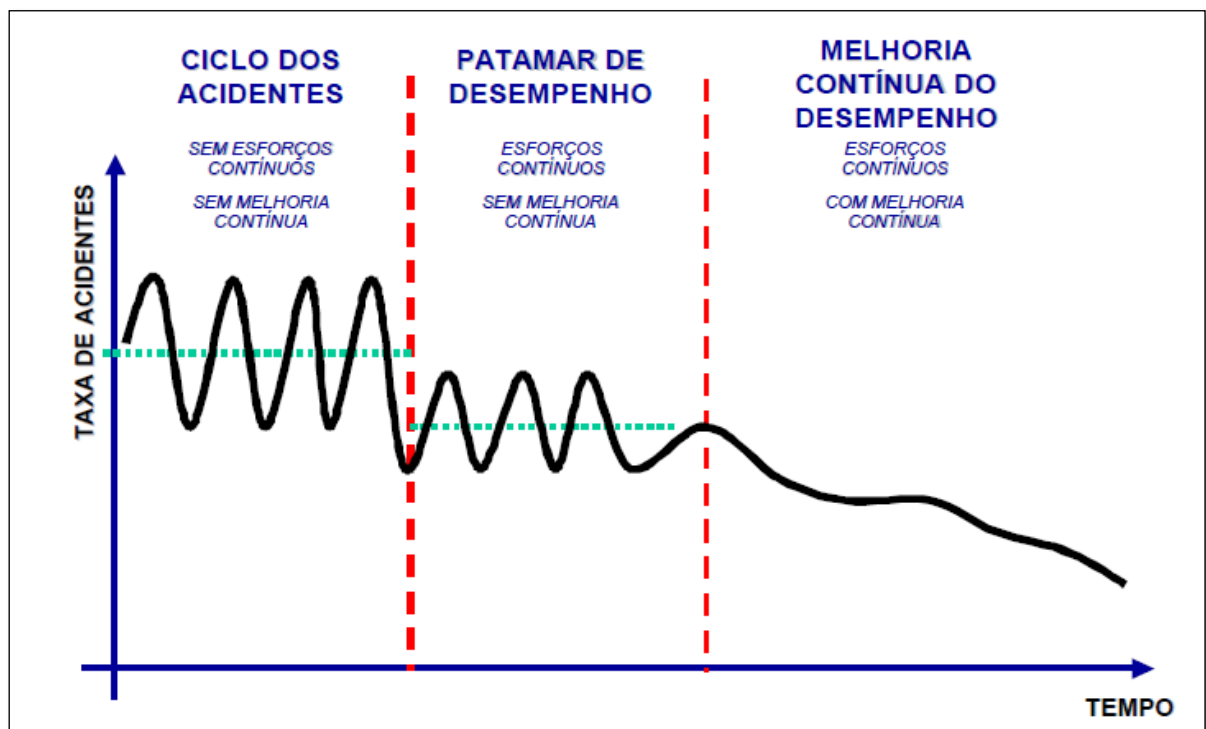 CICLO DOS
ACIDENTES
SEM ESFORÇOS
CONTÍNUOS
SEM MELHORIA
CONTÍNUA
PATAMAR DE
DESEMPENHO
ESFORÇOS
CONTÍNUOS
SEM MELHORIA
CONTÍNUA
MELHORIA
CONTÍNUA DO
DESEMPENHO
ESFORÇOS
CONTÍNUOS
COM MELHORIA
CONTÍNUA
TAXA DE ACIDENTES
TEMPO